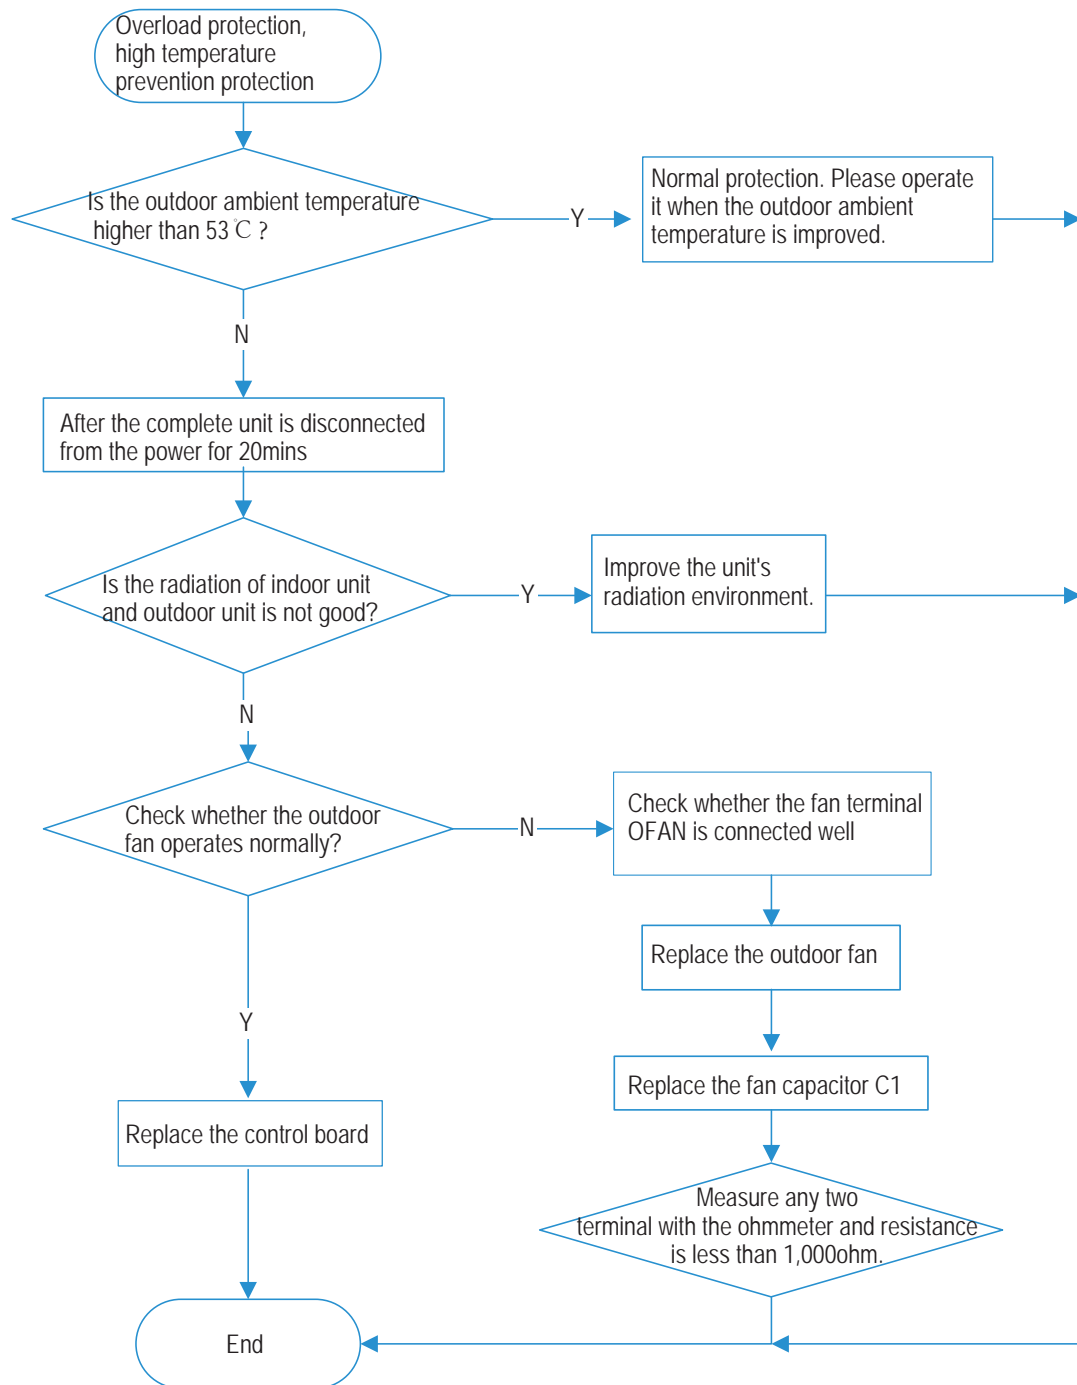 Overload protection,
high temperature
prevention protection
Is the outdoor ambient temperature
higher than 53℃ ?
Y
Normal protection. Please operate
it when the outdoor ambient
temperature is improved.
N
After the complete unit is disconnected
from the power for 20mins
Is the radiation of indoor unit
and outdoor unit is not good?
Y
Improve the unit's
radiation environment.
N
Check whether the outdoor
fan operates normally?
N
Check whether the fan terminal
OFAN is connected well
Replace the outdoor fan
Y
Replace the fan capacitor C1
Replace the control board
Measure any two
terminal with the ohmmeter and resistance
is less than 1,000ohm.
End